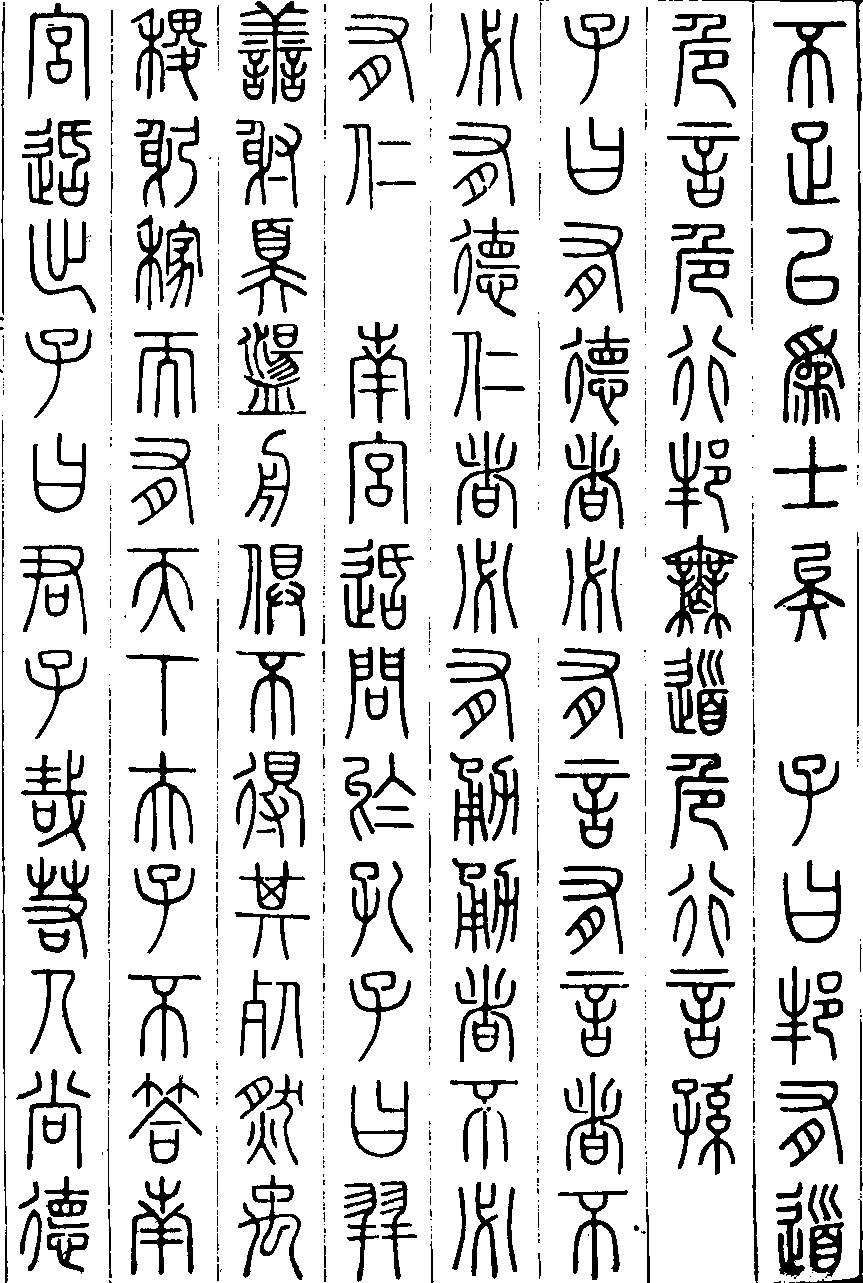 不足以為士矣　子曰邦有道
危言危行邦無道危行言孫
子曰有德者必有言有言者不
必有德仁者必有勇勇者不必
有仁　南宮适問於孔子曰羿
善射奡盪舟俱不得其死然禹
稷躬稼而有天下夫子不答南
宮适出子曰君子哉若人尚德